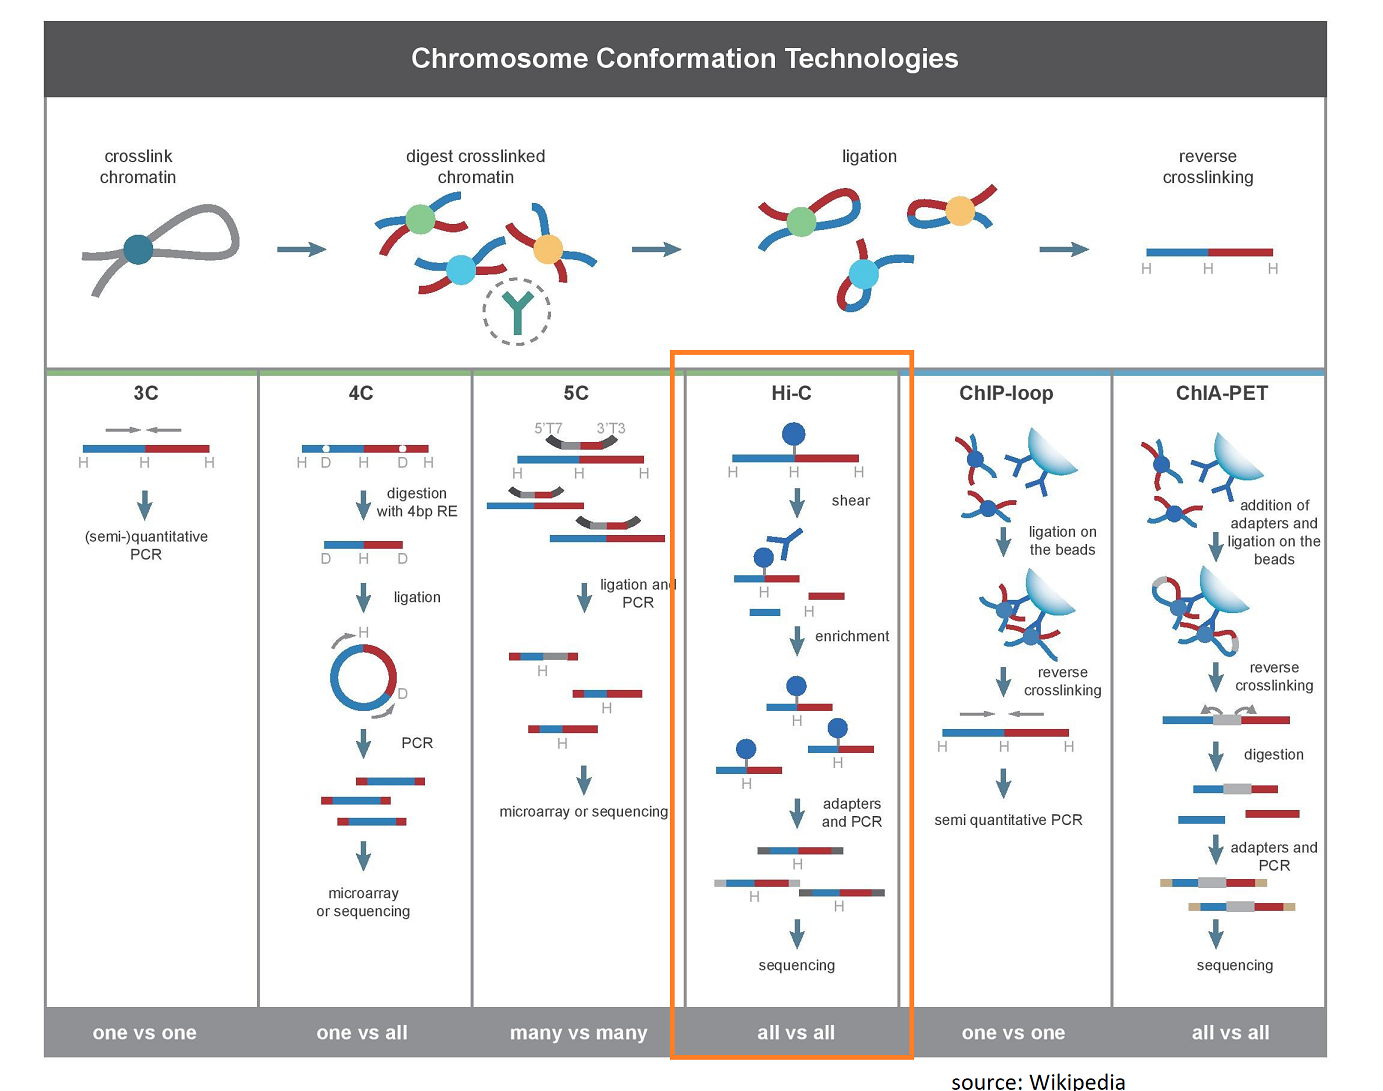 Chromosome Conformation Technologies
crosslink
chromatin
digest crosslinked
chromatin
ligation
reverse
crosslinking
H H H
3C
H H H
(semi-)quantitative
PCR
one vs one
4C
H D H D H
digestion
with 4bp RE
D H D
ligation
H
D
PCR
microarray
or sequencing
one vs all
5C
5'T7 3'T3
H H H
ligation and
PCR
H
H
H
microarray or sequencing
many vs many
Hi-C
H H H
shear
H
H
enrichment
H
H
H
adapters
and PCR
H
H
H
sequencing
all vs all
ChIP-loop
ligation on
the beads
reverse
crosslinking
H H H
semi quantitative PCR
one vs one
ChIA-PET
addition of
adapters and
ligation on the
beads
reverse
crosslinking
digestion
adapters and
PCR
sequencing
all vs all
source: Wikipedia